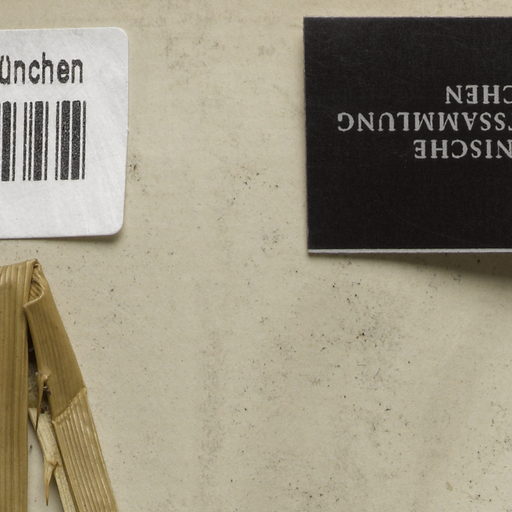 ünchen
NISCHE
SSAMMLUNG
CHEN